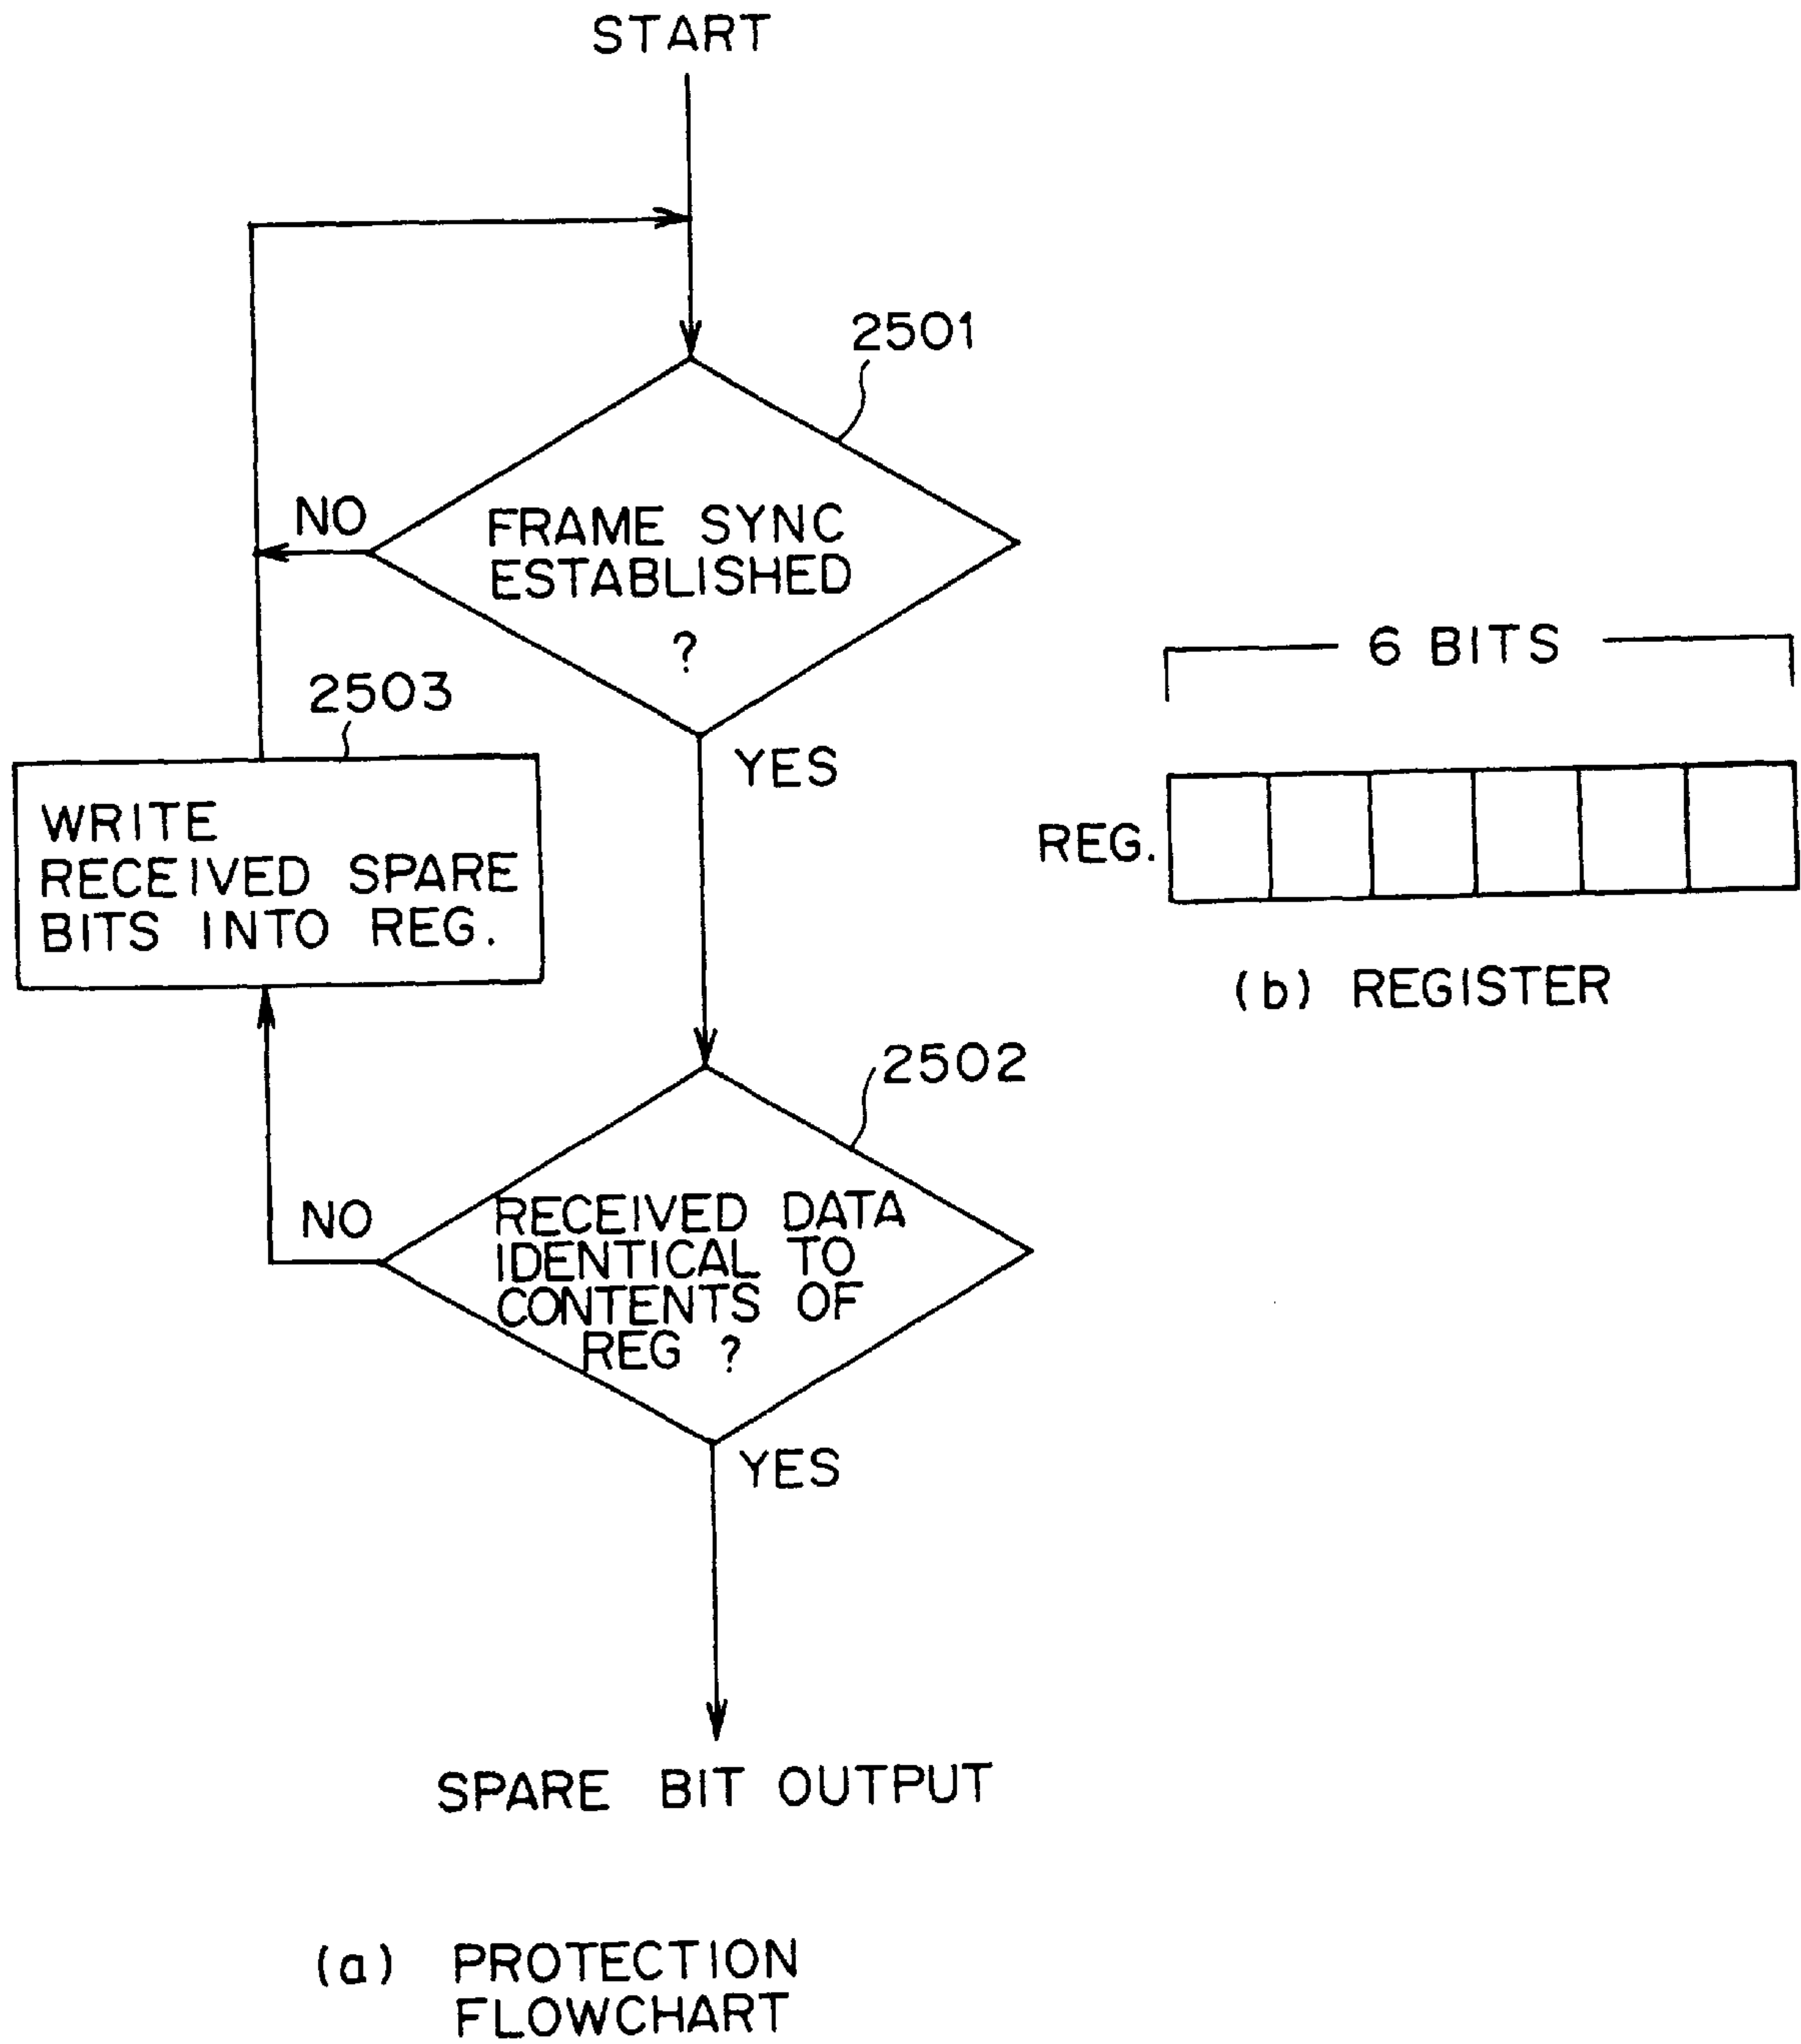 START
2501
NO
FRAME SYNC
ESTABLISHED
?
6 BITS
2503
YES
WRITE
RECEIVED SPARE
BITS INTO REG.
REG.
(b) REGISTER
2502
NO
RECEIVED DATA
IDENTICAL TO
CONTENTS OF
REG ?
YES
SPARE BIT OUTPUT
(a) PROTECTION
FLOWCHART